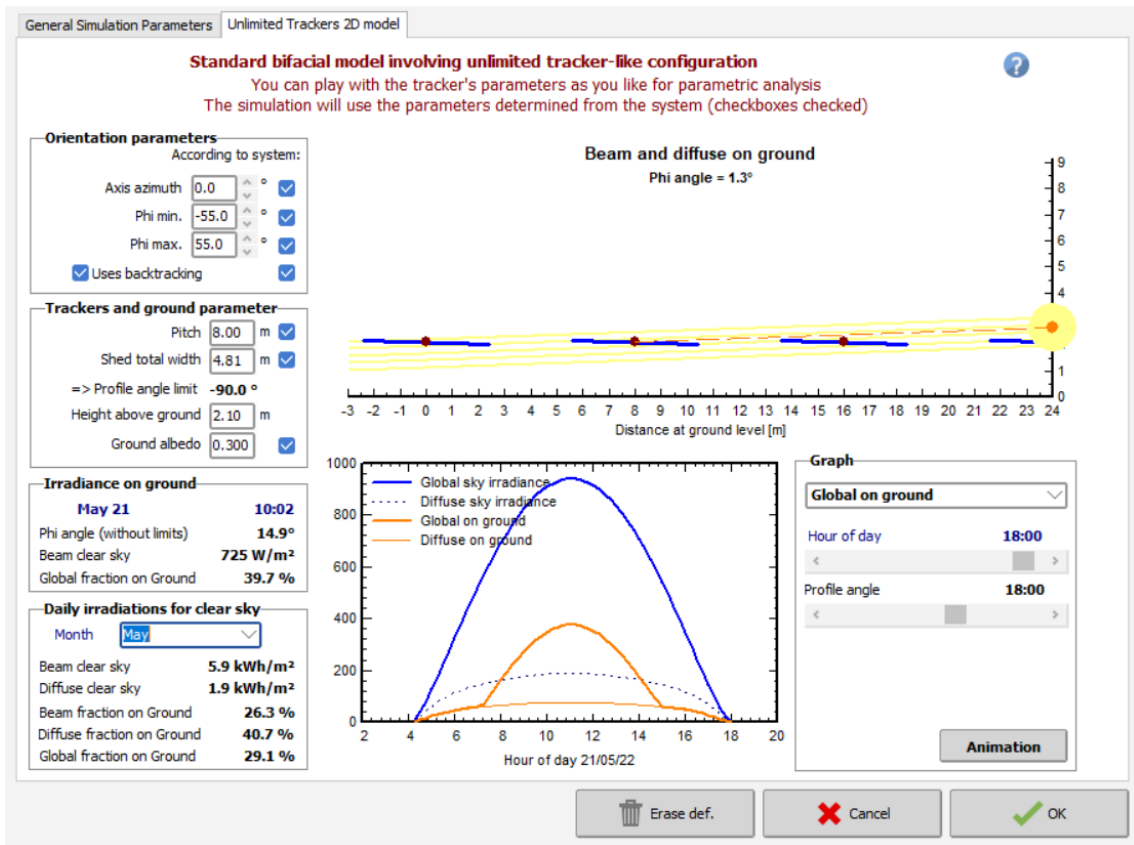 General Simulation Parameters
Unlimited Trackers 2D model
Standard bifacial model involving unlimited tracker-like configuration
You can play with the tracker's parameters as you like for parametric analysis
The simulation will use the parameters determined from the system (checkboxes checked)
?
Orientation parameters
According to system:
Axis azimuth 0.0 °
Phi min. -55.0 °
Phi max. 55.0 °
Uses backtracking
Trackers and ground parameter
Pitch 8.00 m
Shed total width 4.81 m
=> Profile angle limit -90.0 °
Height above ground 2.10 m
Ground albedo 0.300
Irradiance on ground
May 21 10:02
Phi angle (without limits) 14.9°
Beam clear sky 725 W/m²
Global fraction on Ground 39.7 %
Daily irradiations for clear sky
Month May
Beam clear sky 5.9 kWh/m²
Diffuse clear sky 1.9 kWh/m²
Beam fraction on Ground 26.3 %
Diffuse fraction on Ground 40.7 %
Global fraction on Ground 29.1 %
Beam and diffuse on ground
Phi angle = 1.3°
9
8
7
6
5
4
1
0
-3 -2 -1 0 1 2 3 4 5 6 7 8 9 10 11 12 13 14 15 16 17 18 19 20 21 22 23 24
Distance at ground level [m]
1000
800
600
400
200
0
Global sky irradiance
Diffuse sky irradiance
Global on ground
Diffuse on ground
2 4 6 8 10 12 14 16 18 20
Hour of day 21/05/22
Graph
Global on ground
Hour of day 18:00
Profile angle 18:00
Animation
Erase def.
Cancel
OK